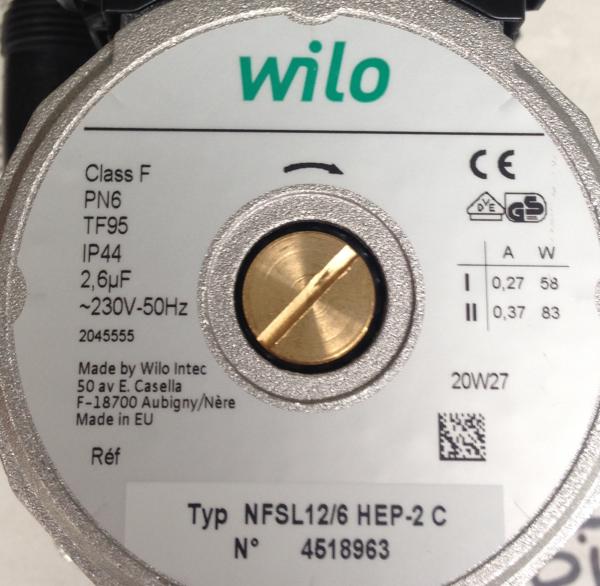 wilo
Class F
PN6
TF95
IP44
2,6µF
~230V-50Hz
2045555
Made by Wilo Intec
50 av E. Casella
F-18700 Aubigny/Nère
Made in EU
Réf
CE
DVE GS
A W
I 0,27 58
II 0,37 83
20W27
Typ NFSL12/6 HEP-2 C
N° 4518963